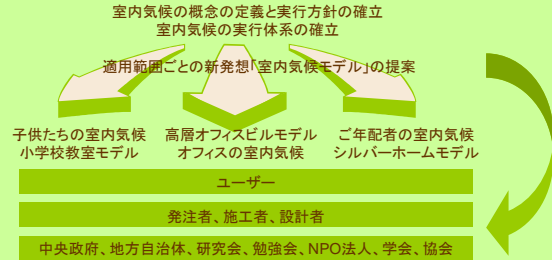 室内気候の概念の定義と実行方針の確立
室内気候の実行体系の確立
適用範囲ごとの新発想「室内気候モデル」の提案
子供たちの室内気候
小学校教室モデル
高層オフィスビルモデル
オフィスの室内気候
ご年配者の室内気候
シルバーホームモデル
ユーザー
発注者、施工者、設計者
中央政府、地方自治体、研究会、勉強会、NPO法人、学会、協会